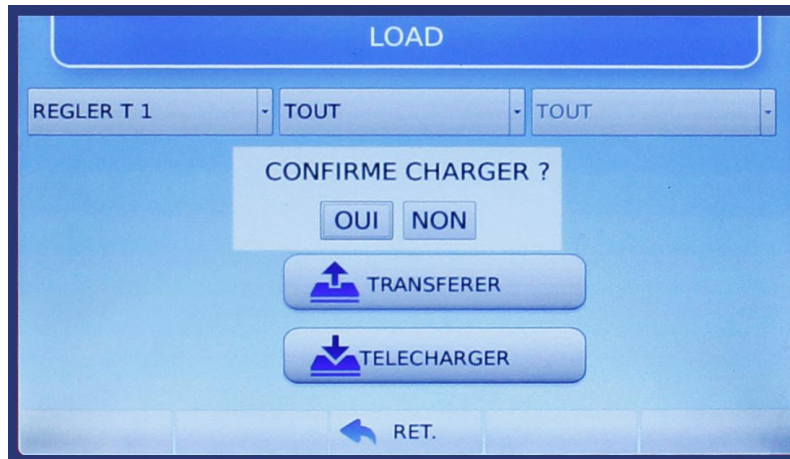 LOAD
REGLER T 1 TOUT TOUT
CONFIRME CHARGER ?
OUI NON
TRANSFERER
TELECHARGER
RET.